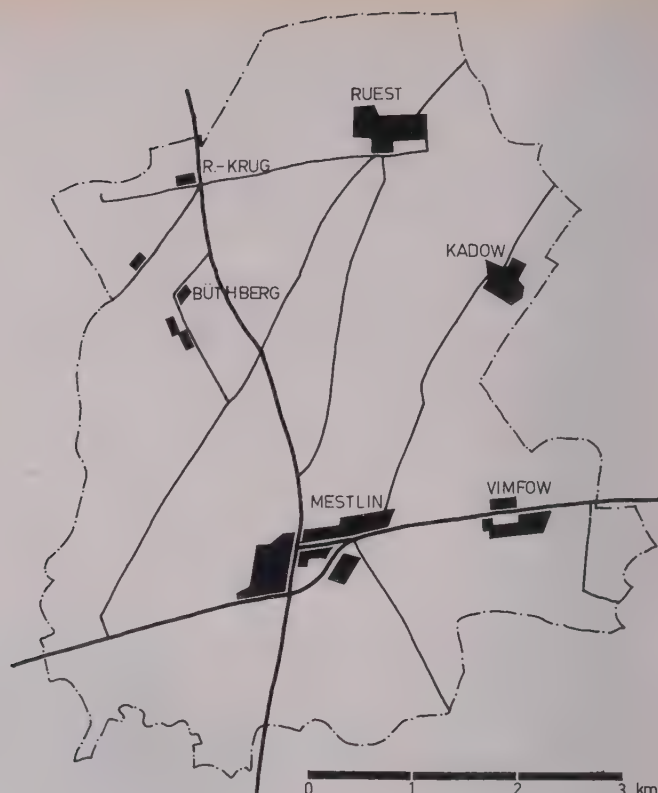 RUEST
R.-KRUG
KADOW
BÜTHBERG
MESTLIN
VIMFOW
0 1 2 3 km